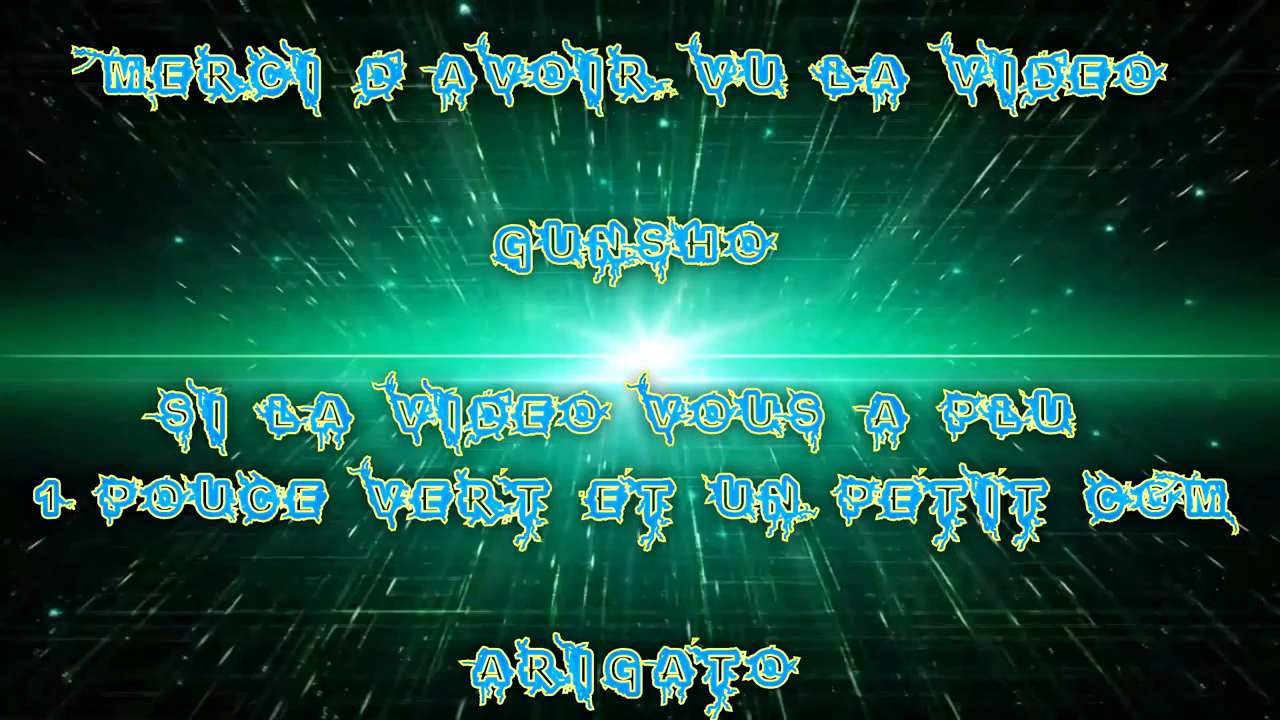 MERCI D AVOIR VU LA VIDEO
GUNSHO
SI LA VIDEO VOUS A PLU
1 POUCE VERT ET UN PETIT COM
ARIGATO